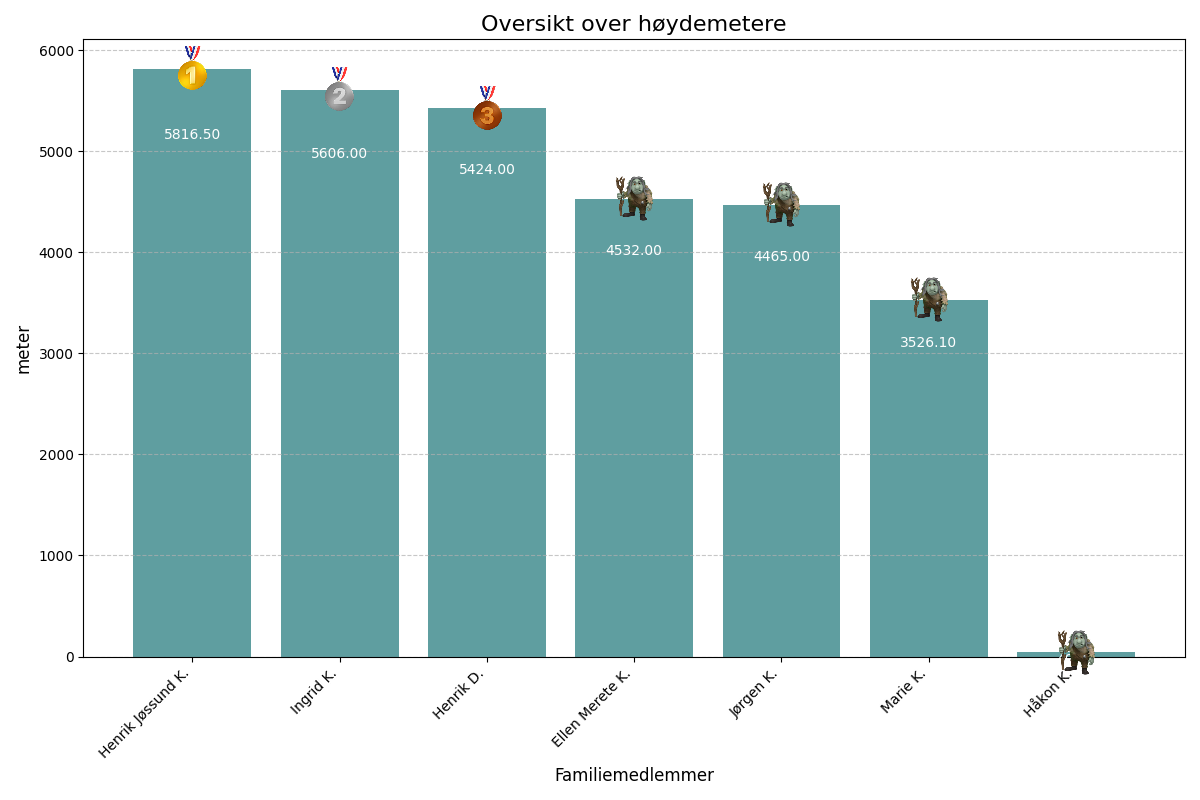 Oversikt over høydemetere
6000
5000
4000
3000
2000
1000
0
meter
1
2
3
5816.50
5606.00
5424.00
4532.00
4465.00
3526.10
Henrik Jøssund K.
Ingrid K.
Henrik D.
Ellen Merete K.
Jørgen K.
Marie K.
Håkon K.
Familiemedlemmer